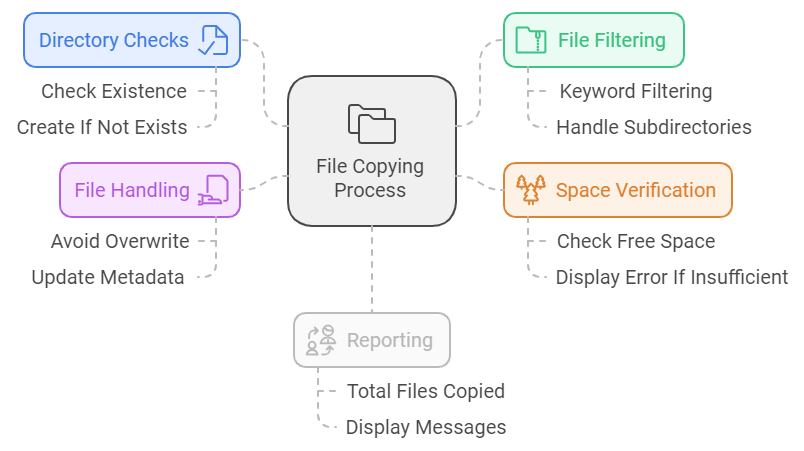 Directory Checks
Check Existence
Create If Not Exists
File Handling
Avoid Overwrite
Update Metadata
File Copying
Process
File Filtering
Keyword Filtering
Handle Subdirectories
Space Verification
Check Free Space
Display Error If Insufficient
Reporting
Total Files Copied
Display Messages